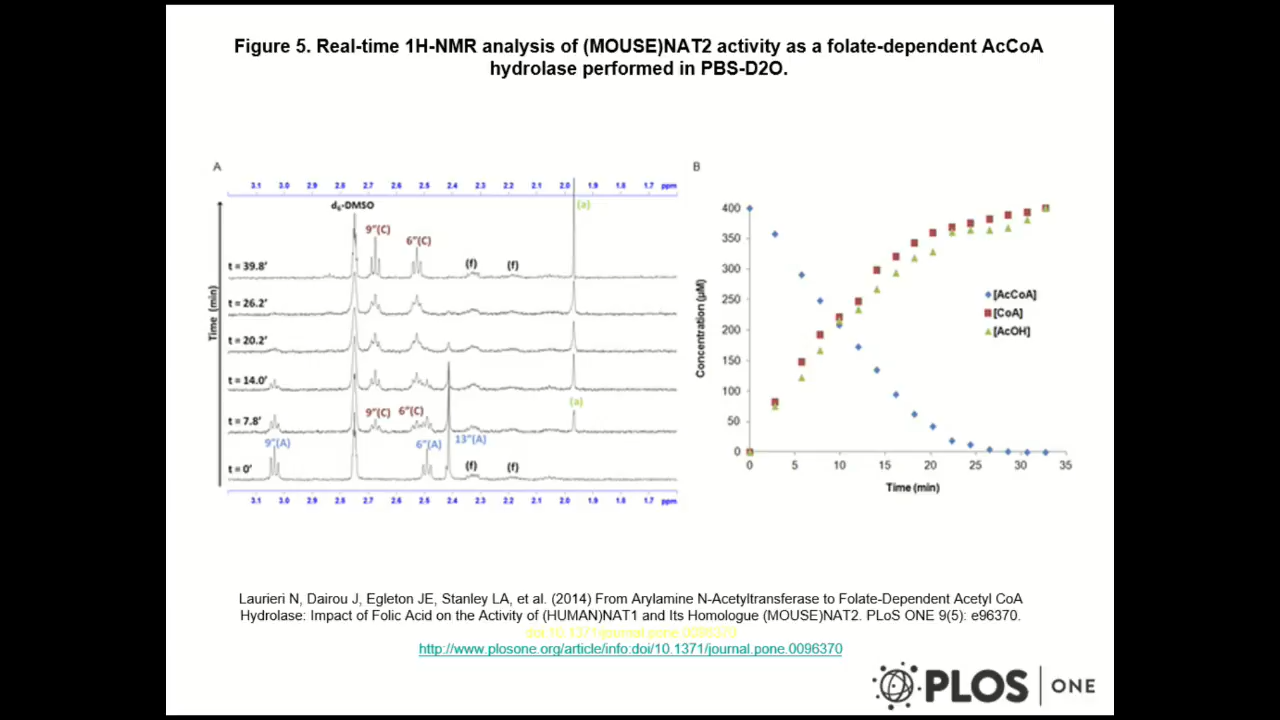 Figure 5. Real-time 1H-NMR analysis of (MOUSE)NAT2 activity as a folate-dependent AcCoA
hydrolase performed in PBS-D2O.
A
3.1 3.0 2.9 2.8 2.7 2.6 2.5 2.4 2.3 2.2 2.1 2.0 1.9 1.8 1.7 ppm
d6-DMSO
(a)
9"(C)
6"(C)
(f) (f)
t = 39.8'
t = 26.2'
t = 20.2'
t = 14.0'
(a)
9"(C) 6"(C)
t = 7.8'
9"(A) 6"(A) 13"(A)
t = 0' (f) (f)
Time (min)
3.1 3.0 2.9 2.8 2.7 2.6 2.5 2.4 2.3 2.2 2.1 2.0 1.9 1.8 1.7 ppm
B
400
350
300
250
200
150
100
50
0
Concentration (µM)
[AcCoA]
[CoA]
[AcOH]
0 5 10 15 20 25 30 35
Time (min)
Laurieri N, Dairou J, Egleton JE, Stanley LA, et al. (2014) From Arylamine N-Acetyltransferase to Folate-Dependent Acetyl CoA
Hydrolase: Impact of Folic Acid on the Activity of (HUMAN)NAT1 and Its Homologue (MOUSE)NAT2. PLoS ONE 9(5): e96370.
doi:10.1371/journal.pone.0096370
http://www.plosone.org/article/info:doi/10.1371/journal.pone.0096370
PLOS ONE